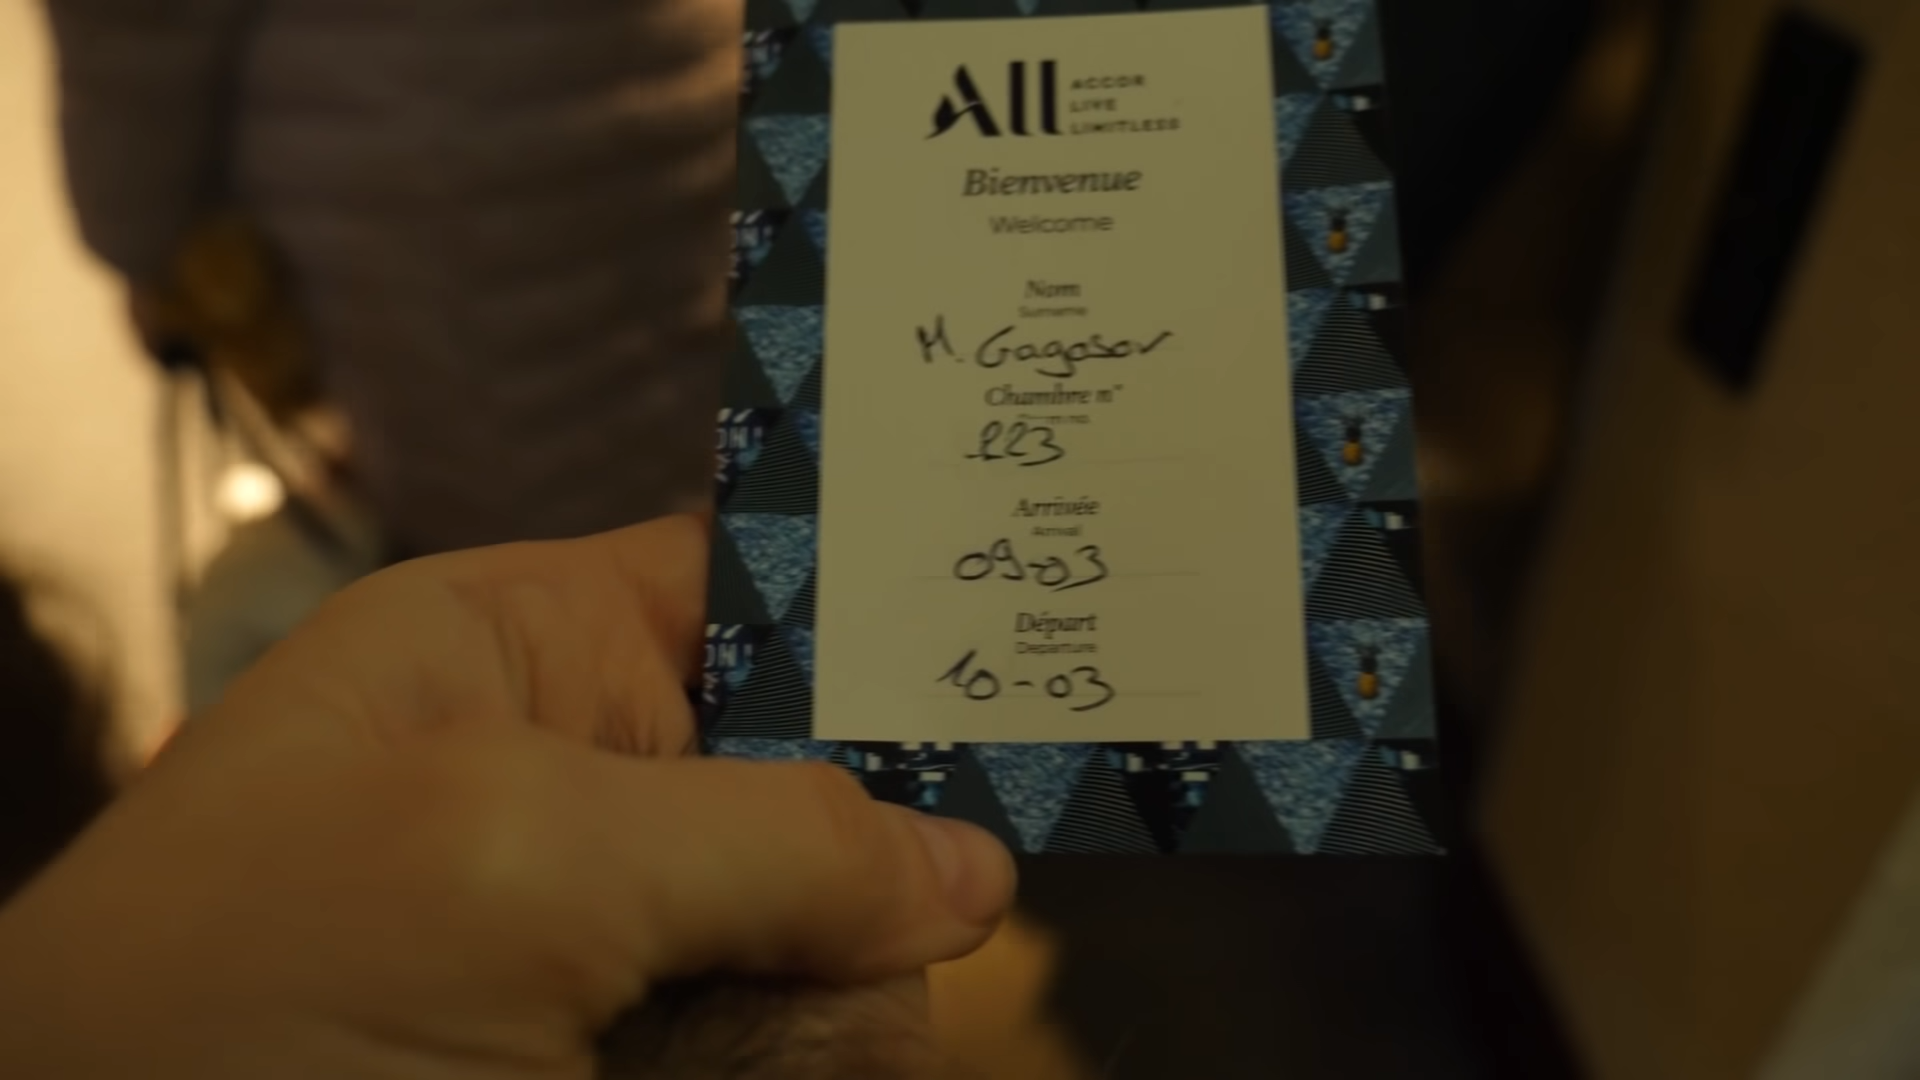 All ACCOR
LIVE
LIMITLESS
Bienvenue
Welcome
Nom
Surname
M. Gagosov
Chambre n°
223
Arrivée
Arrival
09-03
Départ
Departure
10-03